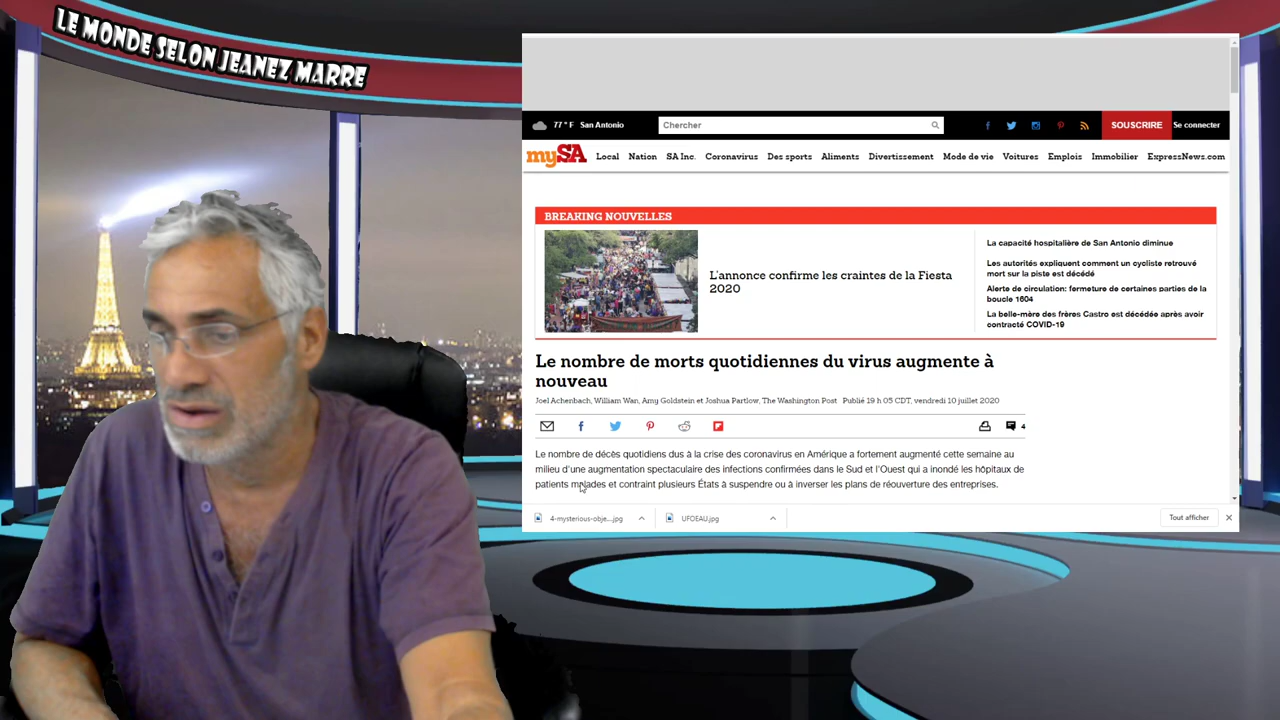 LE MONDE SELON JEANEZ MARRE
77 ° F San Antonio
Chercher
SOUSCRIRE
Se connecter
mySA
Local Nation SA Inc. Coronavirus Des sports Aliments Divertissement Mode de vie Voitures Emplois Immobilier ExpressNews.com
BREAKING NOUVELLES
L'annonce confirme les craintes de la Fiesta
2020
La capacité hospitalière de San Antonio diminue
Les autorités expliquent comment un cycliste retrouvé
mort sur la piste est décédé
Alerte de circulation: fermeture de certaines parties de la
boucle 1604
La belle-mère des frères Castro est décédée après avoir
contracté COVID-19
Le nombre de morts quotidiennes du virus augmente à
nouveau
Joel Achenbach, William Wan, Amy Goldstein et Joshua Partlow, The Washington Post Publié 19 h 05 CDT, vendredi 10 juillet 2020
4
Le nombre de décès quotidiens dus à la crise des coronavirus en Amérique a fortement augmenté cette semaine au
milieu d'une augmentation spectaculaire des infections confirmées dans le Sud et l'Ouest qui a inondé les hôpitaux de
patients malades et contraint plusieurs États à suspendre ou à inverser les plans de réouverture des entreprises.
4-mysterious-obje...jpg
UFOEAU.jpg
Tout afficher